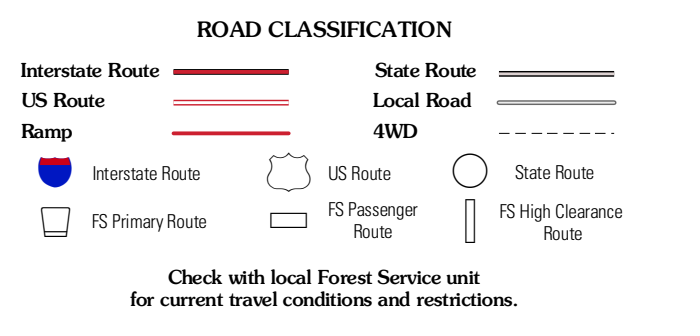 ROAD CLASSIFICATION
Interstate Route
State Route
US Route
Local Road
Ramp
4WD
Interstate Route
US Route
State Route
FS Primary Route
FS Passenger
Route
FS High Clearance
Route
Check with local Forest Service unit
for current travel conditions and restrictions.